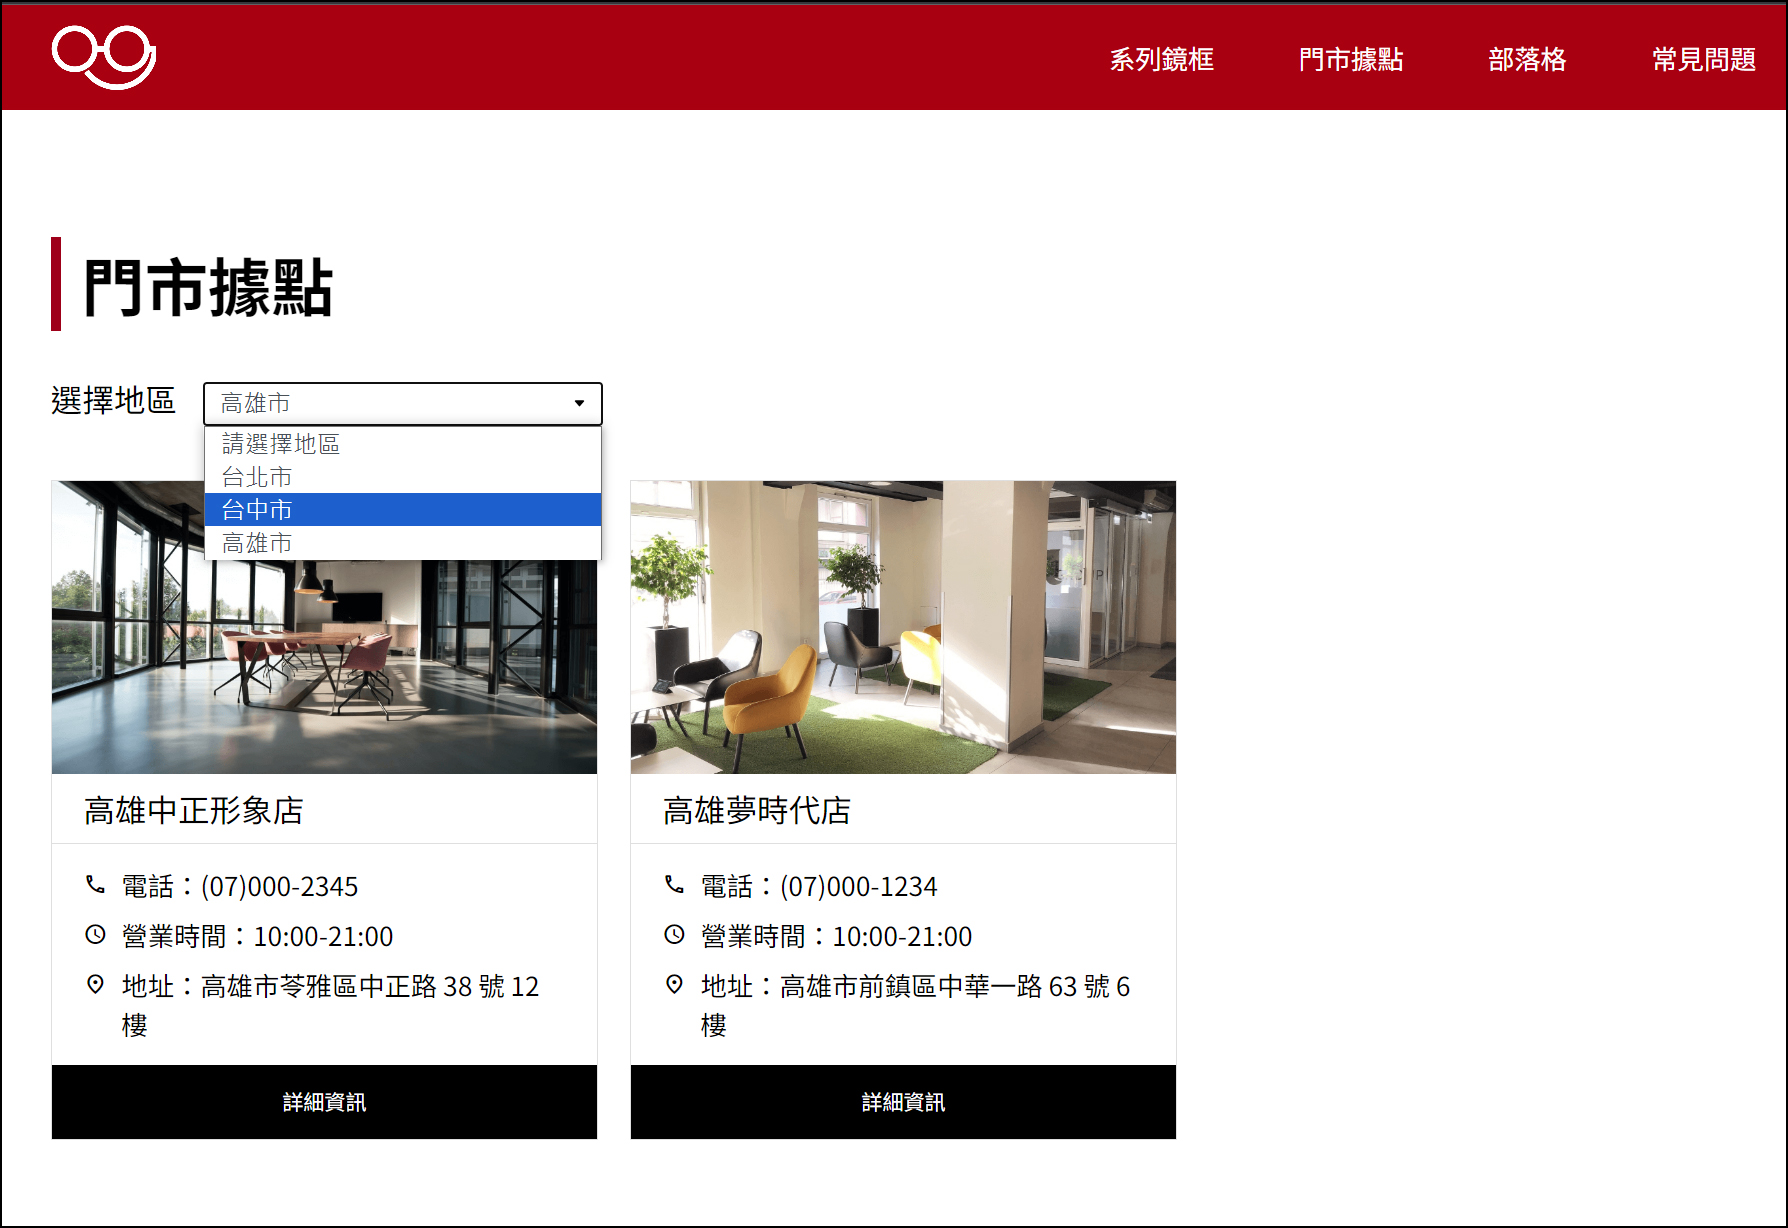 系列鏡框
門市據點
部落格
常見問題
門市據點
選擇地區
高雄市
請選擇地區
台北市
台中市
高雄市
高雄中正形象店
電話：(07)000-2345
營業時間：10:00-21:00
地址：高雄市苓雅區中正路 38 號 12
樓
詳細資訊
高雄夢時代店
電話：(07)000-1234
營業時間：10:00-21:00
地址：高雄市前鎮區中華一路 63 號 6
樓
詳細資訊